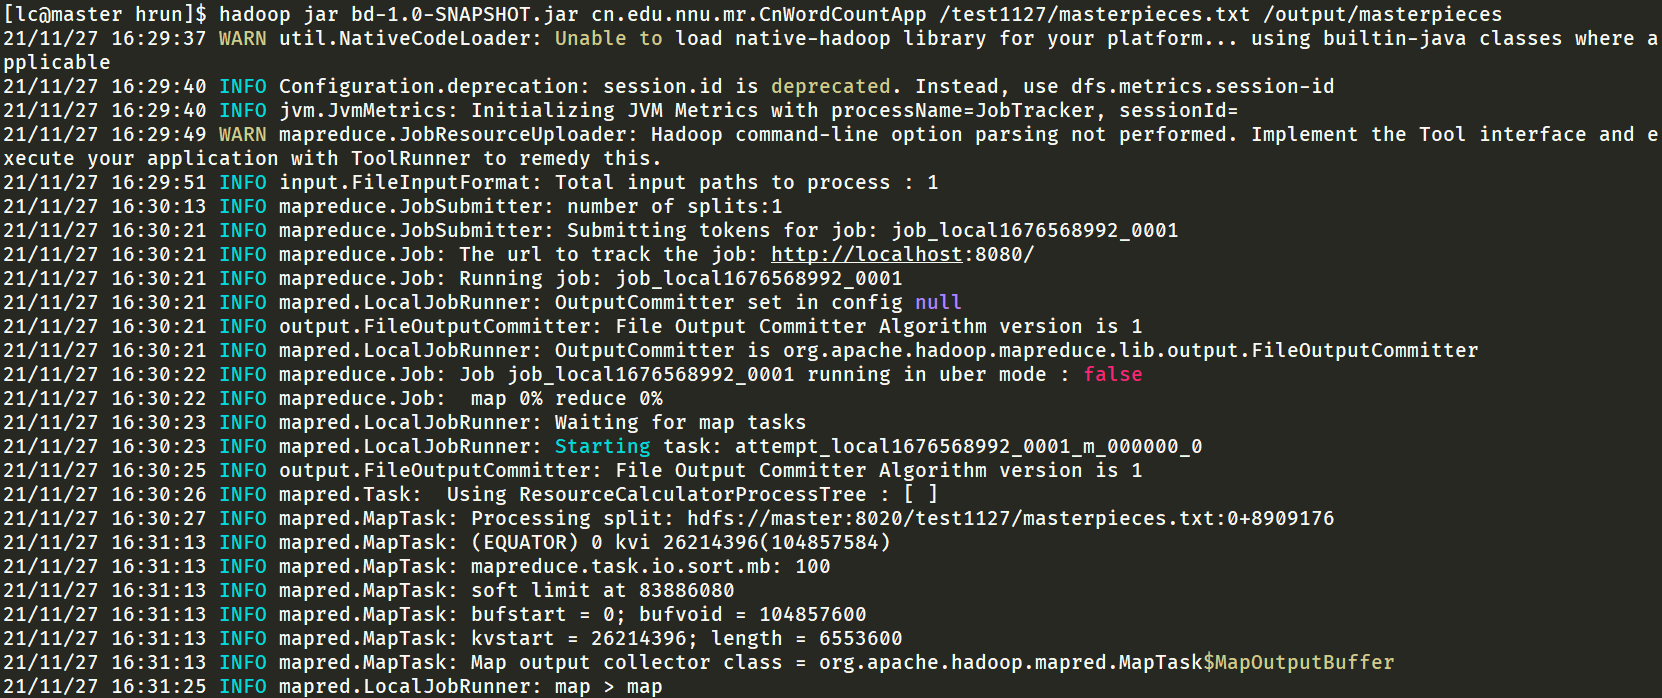 [lc@master hrun]$ hadoop jar bd-1.0-SNAPSHOT.jar cn.edu.nnu.mr.CnWordCountApp /test1127/masterpieces.txt /output/masterpieces
21/11/27 16:29:37 WARN util.NativeCodeLoader: Unable to load native-hadoop library for your platform... using builtin-java classes where a
pplicable
21/11/27 16:29:40 INFO Configuration.deprecation: session.id is deprecated. Instead, use dfs.metrics.session-id
21/11/27 16:29:40 INFO jvm.JvmMetrics: Initializing JVM Metrics with processName=JobTracker, sessionId=
21/11/27 16:29:49 WARN mapreduce.JobResourceUploader: Hadoop command-line option parsing not performed. Implement the Tool interface and e
xecute your application with ToolRunner to remedy this.
21/11/27 16:29:51 INFO input.FileInputFormat: Total input paths to process : 1
21/11/27 16:30:13 INFO mapreduce.JobSubmitter: number of splits:1
21/11/27 16:30:21 INFO mapreduce.JobSubmitter: Submitting tokens for job: job_local1676568992_0001
21/11/27 16:30:21 INFO mapreduce.Job: The url to track the job: http://localhost:8080/
21/11/27 16:30:21 INFO mapreduce.Job: Running job: job_local1676568992_0001
21/11/27 16:30:21 INFO mapred.LocalJobRunner: OutputCommitter set in config null
21/11/27 16:30:21 INFO output.FileOutputCommitter: File Output Committer Algorithm version is 1
21/11/27 16:30:21 INFO mapred.LocalJobRunner: OutputCommitter is org.apache.hadoop.mapreduce.lib.output.FileOutputCommitter
21/11/27 16:30:22 INFO mapreduce.Job: Job job_local1676568992_0001 running in uber mode : false
21/11/27 16:30:22 INFO mapreduce.Job:  map 0% reduce 0%
21/11/27 16:30:23 INFO mapred.LocalJobRunner: Waiting for map tasks
21/11/27 16:30:23 INFO mapred.LocalJobRunner: Starting task: attempt_local1676568992_0001_m_000000_0
21/11/27 16:30:25 INFO output.FileOutputCommitter: File Output Committer Algorithm version is 1
21/11/27 16:30:26 INFO mapred.Task:  Using ResourceCalculatorProcessTree : [ ]
21/11/27 16:30:27 INFO mapred.MapTask: Processing split: hdfs://master:8020/test1127/masterpieces.txt:0+8909176
21/11/27 16:31:13 INFO mapred.MapTask: (EQUATOR) 0 kvi 26214396(104857584)
21/11/27 16:31:13 INFO mapred.MapTask: mapreduce.task.io.sort.mb: 100
21/11/27 16:31:13 INFO mapred.MapTask: soft limit at 83886080
21/11/27 16:31:13 INFO mapred.MapTask: bufstart = 0; bufvoid = 104857600
21/11/27 16:31:13 INFO mapred.MapTask: kvstart = 26214396; length = 6553600
21/11/27 16:31:13 INFO mapred.MapTask: Map output collector class = org.apache.hadoop.mapred.MapTask$MapOutputBuffer
21/11/27 16:31:25 INFO mapred.LocalJobRunner: map > map